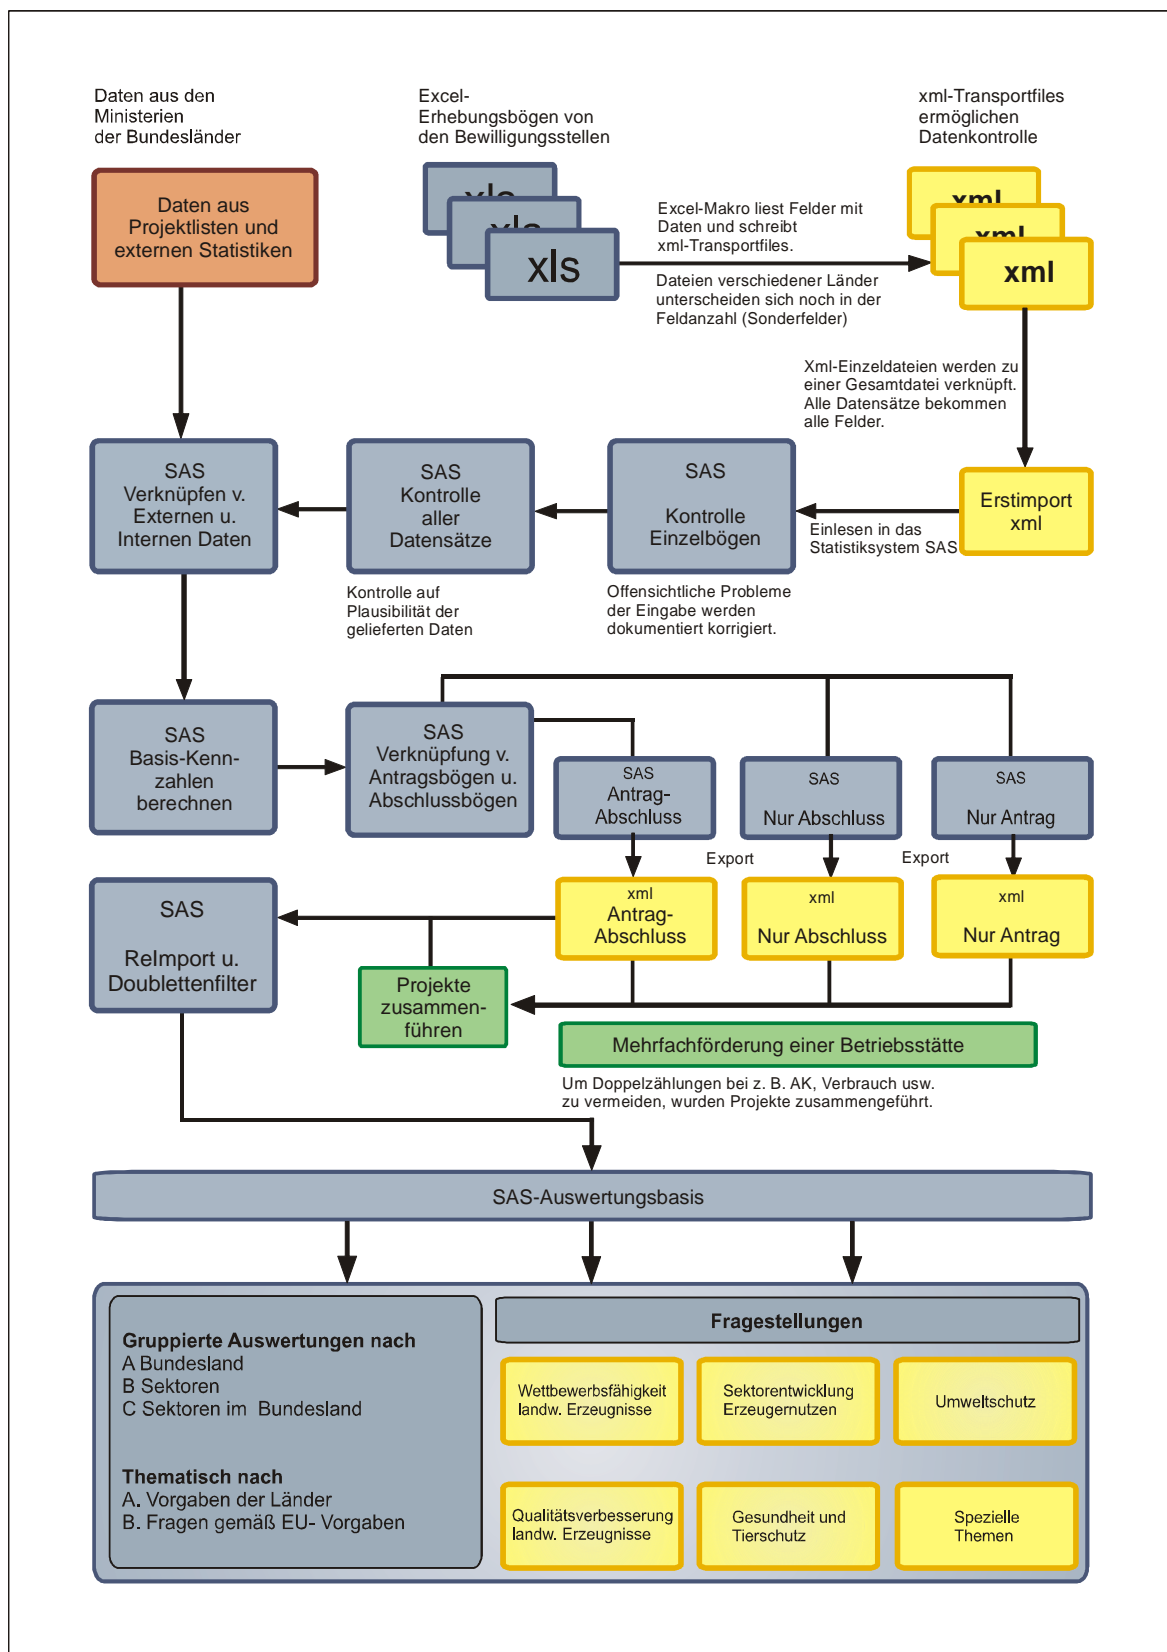 Daten aus den
Ministerien
der Bundesländer
Excel-
Erhebungsbögen von
den Bewilligungsstellen
xml-Transportfiles
ermöglichen
Datenkontrolle
Daten aus
Projektlisten und
externen Statistiken
xls
xls
xls
Excel-Makro liest Felder mit
Daten und schreibt
xml-Transportfiles.
Dateien verschiedener Länder
unterscheiden sich noch in der
Feldanzahl (Sonderfelder)
xml
xml
xml
Xml-Einzeldateien werden zu
einer Gesamtdatei verknüpft.
Alle Datensätze bekommen
alle Felder.
SAS
Verknüpfen v.
Externen u.
Internen Daten
SAS
Kontrolle
aller
Datensätze
SAS
Kontrolle
Einzelbögen
Einlesen in das
Statistiksystem SAS
Erstimport
xml
Kontrolle auf
Plausibilität der
gelieferten Daten
Offensichtliche Probleme
der Eingabe werden
dokumentiert korrigiert.
SAS
Basis-Kenn-
zahlen
berechnen
SAS
Verknüpfung v.
Antragsbögen u.
Abschlussbögen
SAS
Antrag-
Abschluss
SAS
Nur Abschluss
SAS
Nur Antrag
Export
Export
SAS
ReImport u.
Doublettenfilter
xml
Antrag-
Abschluss
xml
Nur Abschluss
xml
Nur Antrag
Projekte
zusammen-
führen
Mehrfachförderung einer Betriebsstätte
Um Doppelzählungen bei z. B. AK, Verbrauch usw.
zu vermeiden, wurden Projekte zusammengeführt.
SAS-Auswertungsbasis
Gruppierte Auswertungen nach
A Bundesland
B Sektoren
C Sektoren im Bundesland
Thematisch nach
A. Vorgaben der Länder
B. Fragen gemäß EU- Vorgaben
Fragestellungen
Wettbewerbsfähigkeit
landw. Erzeugnisse
Sektorentwicklung
Erzeugernutzen
Umweltschutz
Qualitätsverbesserung
landw. Erzeugnisse
Gesundheit und
Tierschutz
Spezielle
Themen